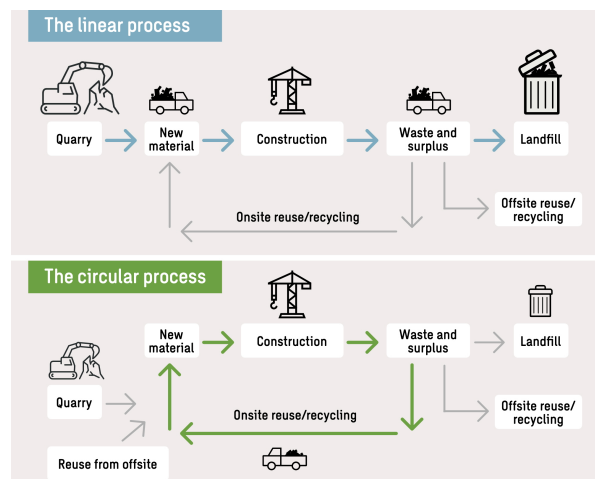 The linear process
Quarry
New
material
Construction
Waste and
surplus
Landfill
Onsite reuse/recycling
Offsite reuse/
recycling
The circular process
New
material
Construction
Waste and
surplus
Landfill
Quarry
Onsite reuse/recycling
Offsite reuse/
recycling
Reuse from offsite